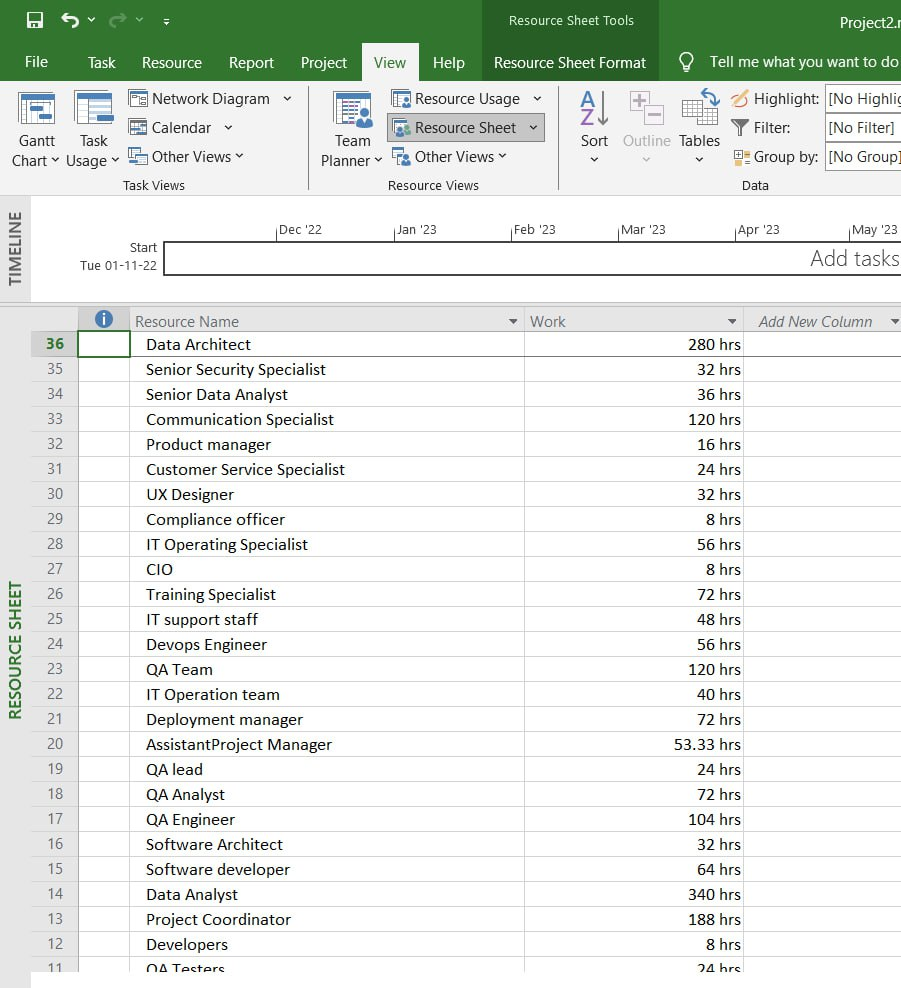 Resource Sheet Tools
Project2.
File Task Resource Report Project View Help Resource Sheet Format Tell me what you want to do
Gantt Chart
Task Usage
Network Diagram
Calendar
Other Views
Task Views
Team Planner
Resource Usage
Resource Sheet
Other Views
Resource Views
Sort
Outline
Tables
Highlight: [No Highlig
Filter: [No Filter]
Group by: [No Group]
Data
TIMELINE
Dec '22 Jan '23 Feb '23 Mar '23 Apr '23 May '23
Start
Tue 01-11-22
Add tasks
RESOURCE SHEET
Resource Name Work Add New Column
36 Data Architect 280 hrs
35 Senior Security Specialist 32 hrs
34 Senior Data Analyst 36 hrs
33 Communication Specialist 120 hrs
32 Product manager 16 hrs
31 Customer Service Specialist 24 hrs
30 UX Designer 32 hrs
29 Compliance officer 8 hrs
28 IT Operating Specialist 56 hrs
27 CIO 8 hrs
26 Training Specialist 72 hrs
25 IT support staff 48 hrs
24 Devops Engineer 56 hrs
23 QA Team 120 hrs
22 IT Operation team 40 hrs
21 Deployment manager 72 hrs
20 AssistantProject Manager 53.33 hrs
19 QA lead 24 hrs
18 QA Analyst 72 hrs
17 QA Engineer 104 hrs
16 Software Architect 32 hrs
15 Software developer 64 hrs
14 Data Analyst 340 hrs
13 Project Coordinator 188 hrs
12 Developers 8 hrs
11 QA Testers 24 hrs